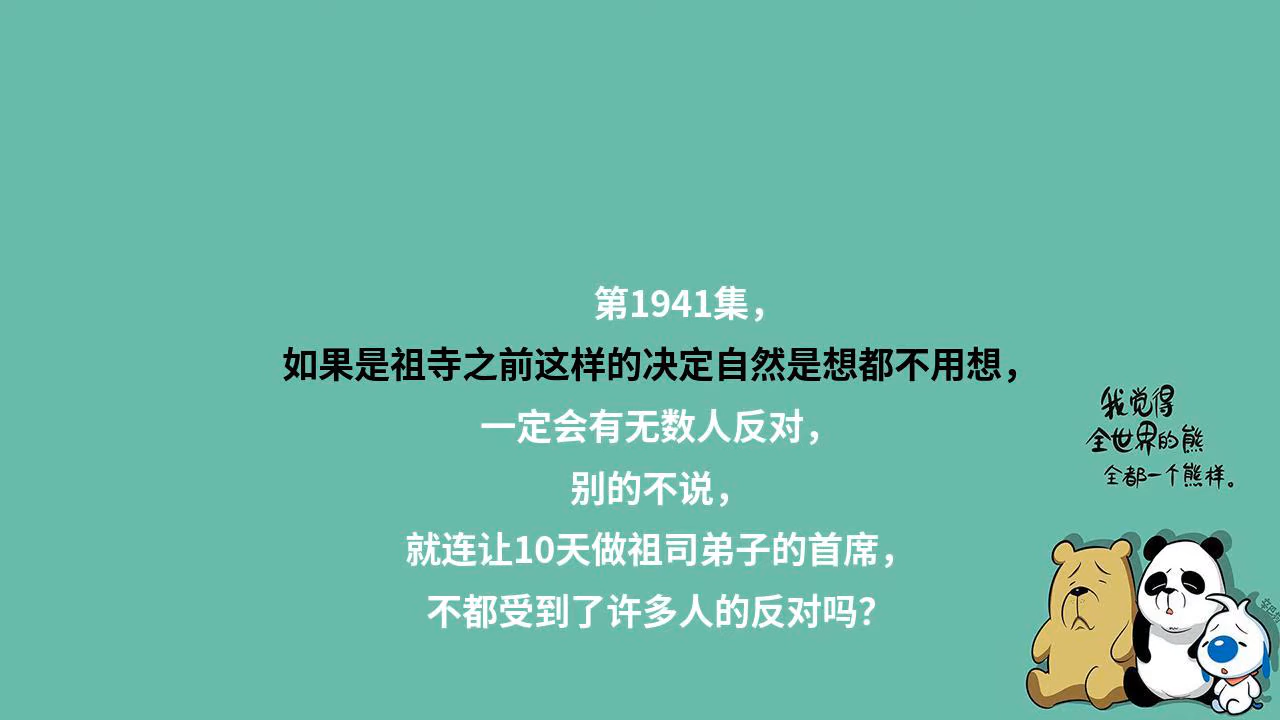 第1941集，
如果是祖寺之前这样的决定自然是想都不用想，
一定会有无数人反对，
别的不说，
就连让10天做祖司弟子的首席，
不都受到了许多人的反对吗？
我觉得
全世界的熊
全都一个熊样。